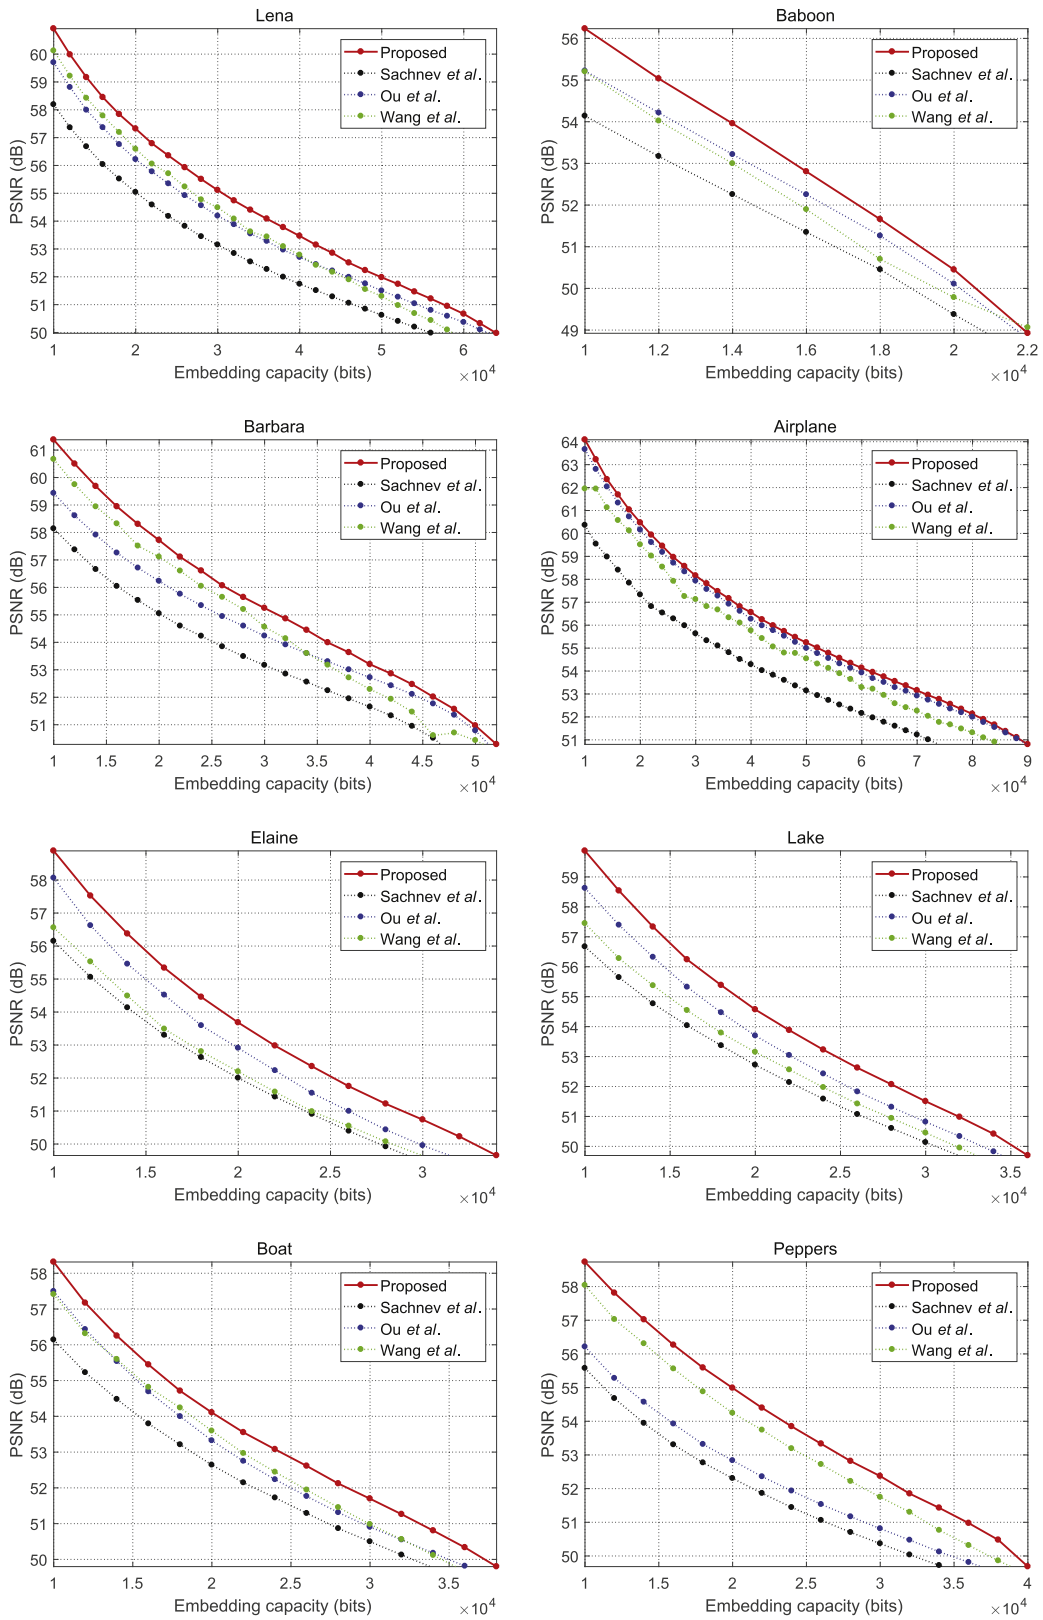 Lena
PSNR (dB)
60
59
58
57
56
55
54
53
52
51
50
1
2
3
4
5
6
Embedding capacity (bits)
×10^4
Proposed
Sachnev et al.
Ou et al.
Wang et al.
Baboon
PSNR (dB)
56
55
54
53
52
51
50
49
1
1.2
1.4
1.6
1.8
2
2.2
Embedding capacity (bits)
×10^4
Proposed
Sachnev et al.
Ou et al.
Wang et al.
Barbara
PSNR (dB)
61
60
59
58
57
56
55
54
53
52
51
1
1.5
2
2.5
3
3.5
4
4.5
5
Embedding capacity (bits)
×10^4
Proposed
Sachnev et al.
Ou et al.
Wang et al.
Airplane
PSNR (dB)
64
63
62
61
60
59
58
57
56
55
54
53
52
51
1
2
3
4
5
6
7
8
9
Embedding capacity (bits)
×10^4
Proposed
Sachnev et al.
Ou et al.
Wang et al.
Elaine
PSNR (dB)
58
57
56
55
54
53
52
51
50
1
1.5
2
2.5
3
Embedding capacity (bits)
×10^4
Proposed
Sachnev et al.
Ou et al.
Wang et al.
Lake
PSNR (dB)
59
58
57
56
55
54
53
52
51
50
1
1.5
2
2.5
3
3.5
Embedding capacity (bits)
×10^4
Proposed
Sachnev et al.
Ou et al.
Wang et al.
Boat
PSNR (dB)
58
57
56
55
54
53
52
51
50
1
1.5
2
2.5
3
3.5
Embedding capacity (bits)
×10^4
Proposed
Sachnev et al.
Ou et al.
Wang et al.
Peppers
PSNR (dB)
58
57
56
55
54
53
52
51
50
1
1.5
2
2.5
3
3.5
4
Embedding capacity (bits)
×10^4
Proposed
Sachnev et al.
Ou et al.
Wang et al.